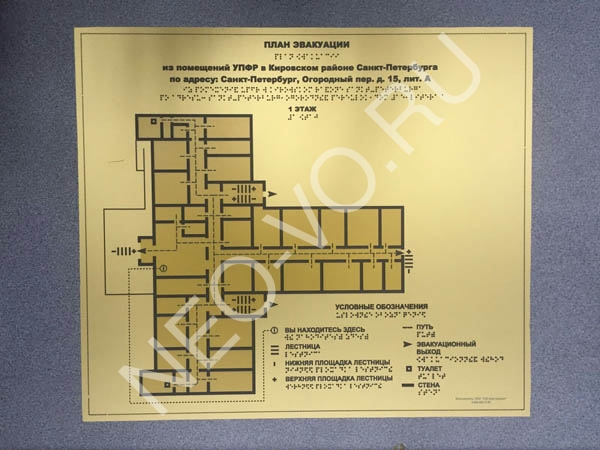 ПЛАН ЭВАКУАЦИИ
из помещений УПФР в Кировском районе Санкт-Петербурга
по адресу: Санкт-Петербург, Огородный пер. д. 15, лит. А
1 ЭТАЖ
УСЛОВНЫЕ ОБОЗНАЧЕНИЯ
ВЫ НАХОДИТЕСЬ ЗДЕСЬ
ЛЕСТНИЦА
НИЖНЯЯ ПЛОЩАДКА ЛЕСТНИЦЫ
ВЕРХНЯЯ ПЛОЩАДКА ЛЕСТНИЦЫ
ПУТЬ
ЭВАКУАЦИОННЫЙ
ВЫХОД
ТУАЛЕТ
СТЕНА
NEO-VO.RU